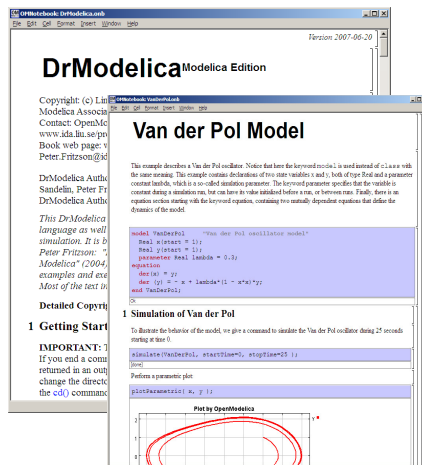 OMNotebook: DrModelica.onb
File Edit Cell Format Insert Window Help
Version 2007-06-20
DrModelica Modelica Edition
Copyright: (c) Lin
Modelica Associa
Contact: OpenMo
www.ida.liu.se/pr
Book web page: w
Peter.Fritzson@id
DrModelica Authe
Sandelin, Peter Fr
DrModelica Authe
This DrModelica
language as well
simulation. It is b
Peter Fritzson: "
Modelica" (2004)
examples and exe
Most of the text in
Detailed Copyrig
1 Getting Start
IMPORTANT: T
If you end a comm
returned in an outp
change the director
the cd() command
OMNotebook: VanDerPol.onb
File Edit Cell Format Insert Window Help
Van der Pol Model
This example describes a Van der Pol oscillator. Notice that here the keyword model is used instead of class with
the same meaning. This example contains declarations of two state variables x and y, both of type Real and a parameter
constant lambda, which is a so-called simulation parameter. The keyword parameter specifies that the variable is
constant during a simulation run, but can have its value initialized before a run, or between runs. Finally, there is an
equation section starting with the keyword equation, containing two mutually dependent equations that define the
dynamics of the model.
model VanDerPol "Van der Pol oscillator model"
Real x(start = 1);
Real y(start = 1);
parameter Real lambda = 0.3;
equation
der(x) = y;
der(y) = - x + lambda*(1 - x*x)*y;
end VanDerPol;
Ok
1 Simulation of Van der Pol
To illustrate the behavior of the model, we give a command to simulate the Van der Pol oscillator during 25 seconds
starting at time 0.
simulate(VanDerPol, startTime=0, stopTime=25 );
[done]
Perform a parametric plot:
plotParametric( x, y );
Plot by OpenModelica
2
y
1
0